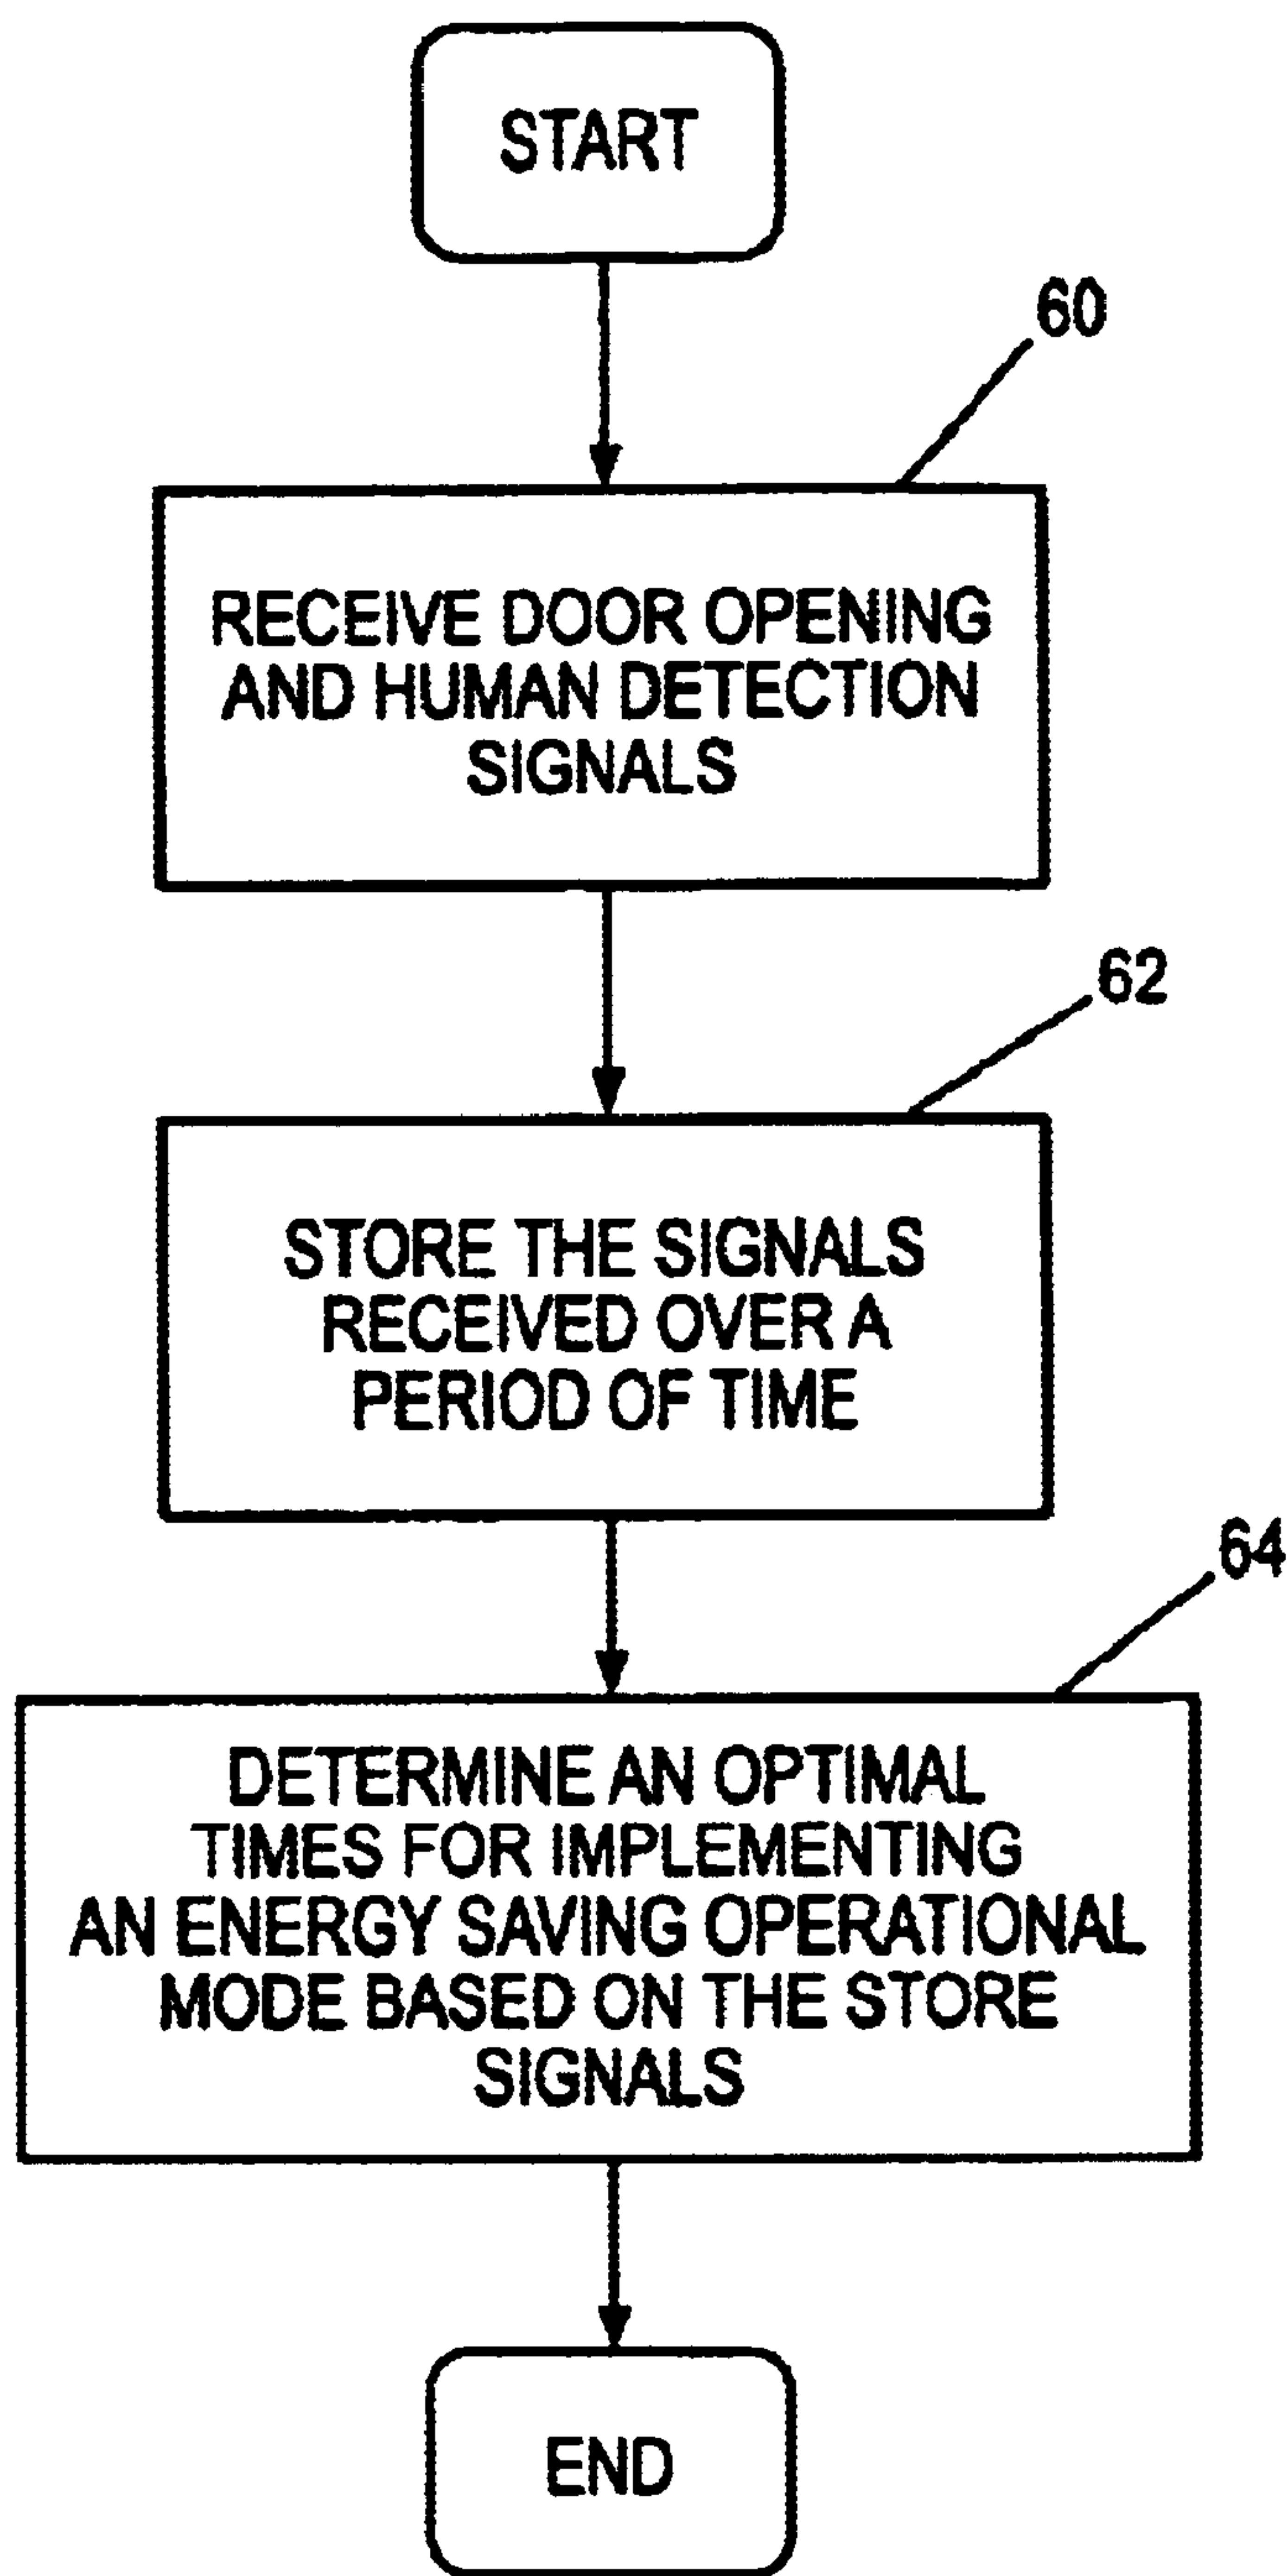 START
60
RECEIVE DOOR OPENING
AND HUMAN DETECTION
SIGNALS
62
STORE THE SIGNALS
RECEIVED OVER A
PERIOD OF TIME
64
DETERMINE AN OPTIMAL
TIMES FOR IMPLEMENTING
AN ENERGY SAVING OPERATIONAL
MODE BASED ON THE STORE
SIGNALS
END